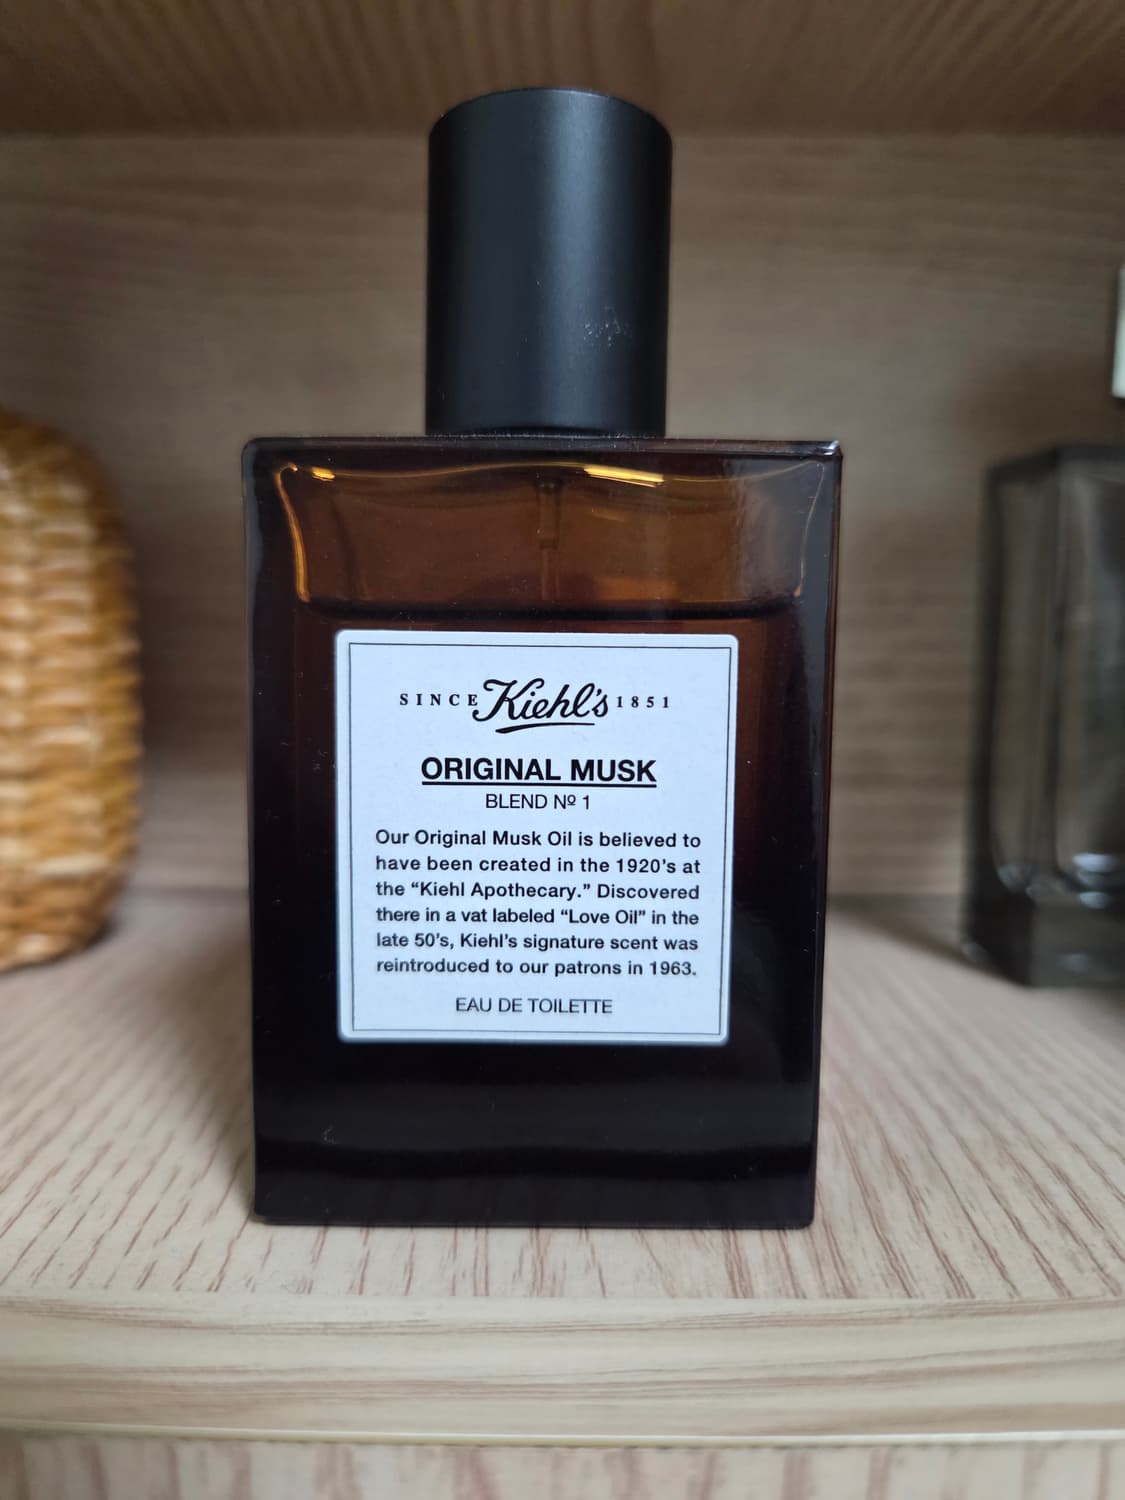 SINCE Kiehl's 1851
ORIGINAL MUSK
BLEND Nº 1
Our Original Musk Oil is believed to
have been created in the 1920's at
the “Kiehl Apothecary.” Discovered
there in a vat labeled “Love Oil” in the
late 50's, Kiehl's signature scent was
reintroduced to our patrons in 1963.
EAU DE TOILETTE